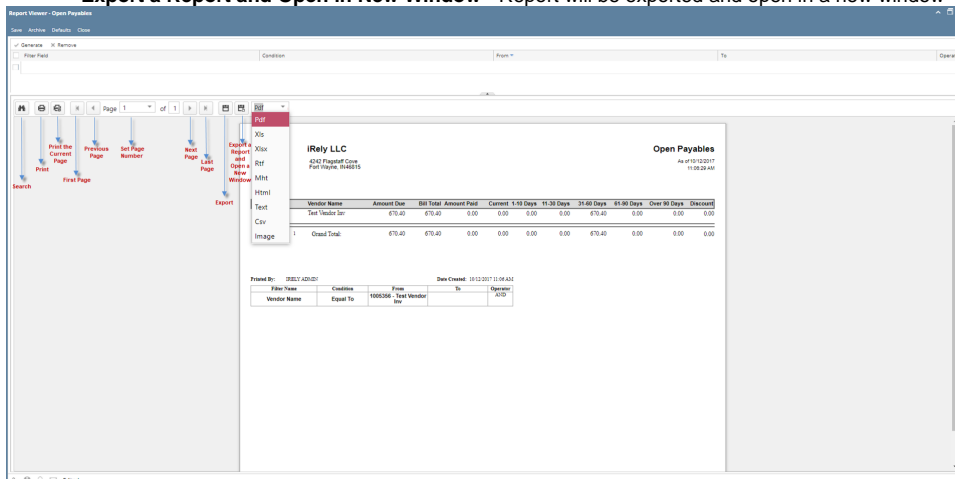 Export a Report and Open in New Window - Report will be exported and open in a new window
Report Viewer - Open Payables
Save Archive Defaults Close
Generate Remove
Filter Field Condition From To Operat
Page 1 of 1 Pdf
Pdf
Xls
Xlsx
Rtf
Mht
Html
Text
Csv
Image
Search
Print
Print the
Current
Page
First Page
Previous
Page
Set Page
Number
Next
Page
Last
Page
Export
Export a
Report
and
Open a
New
Window
iRely LLC
4242 Flagstaff Cove
Fort Wayne, IN46815
Open Payables
As of 10/12/2017
11:06:29 AM
Vendor Name Amount Due Bill Total Amount Paid Current 1-10 Days 11-30 Days 31-60 Days 61-90 Days Over 90 Days Discount
Test Vendor Inv 670.40 670.40 0.00 0.00 0.00 0.00 670.40 0.00 0.00 0.00
1 Grand Total: 670.40 670.40 0.00 0.00 0.00 0.00 670.40 0.00 0.00 0.00
Printed By: IRELY ADMIN Date Created: 10/12/2017 11:06 AM
Filter Name Condition From To Operator
Vendor Name Equal To 1005356 - Test Vendor Inv AND